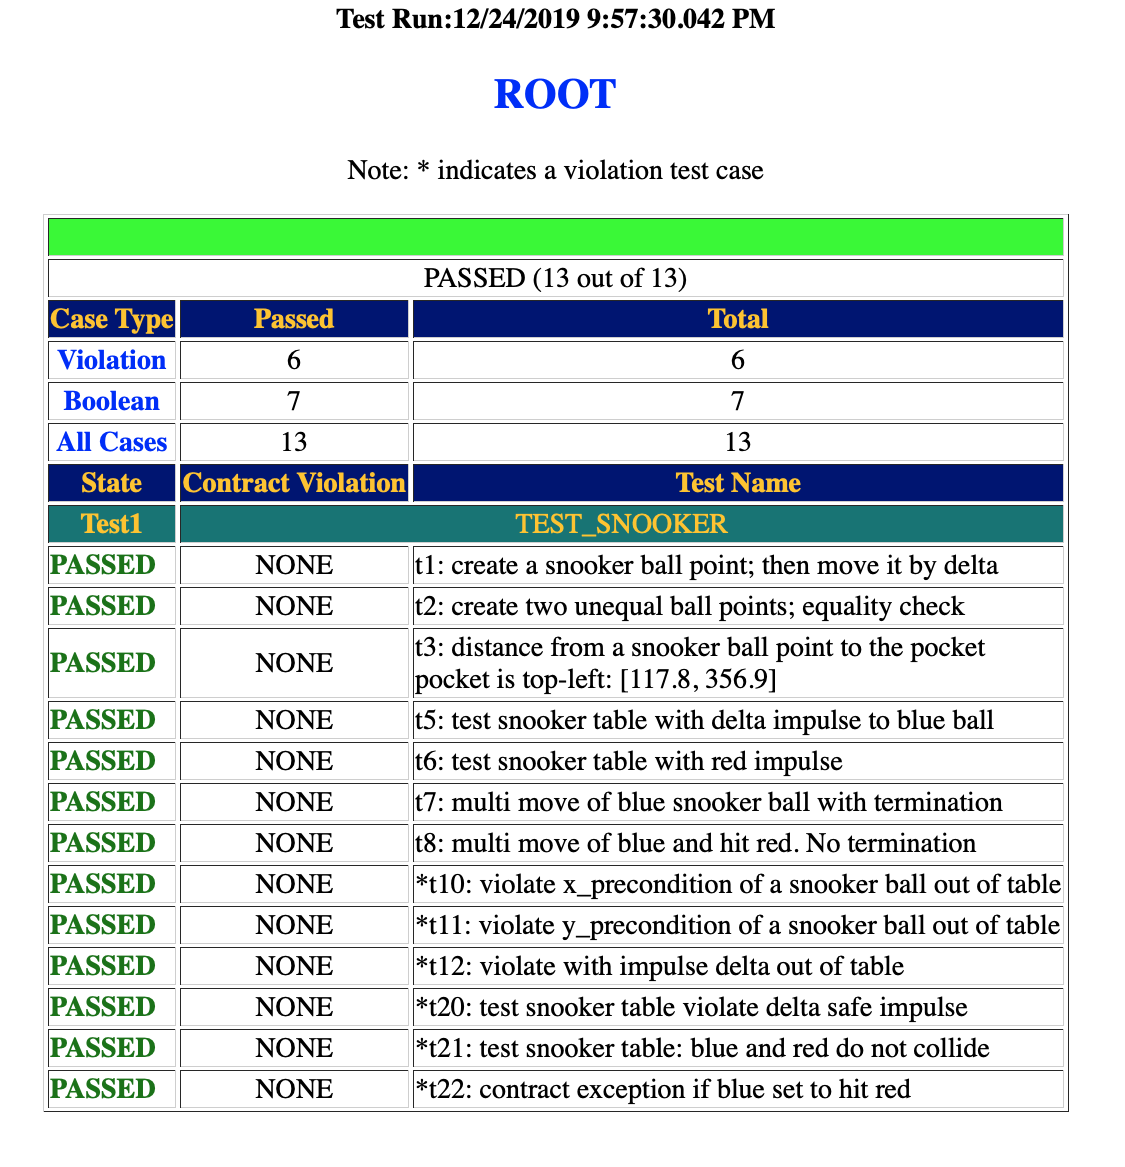 Test Run:12/24/2019 9:57:30.042 PM
ROOT
Note: * indicates a violation test case
PASSED (13 out of 13)
Case Type Passed Total
Violation 6 6
Boolean 7 7
All Cases 13 13
State Contract Violation Test Name
Test1 TEST_SNOOKER
PASSED NONE t1: create a snooker ball point; then move it by delta
PASSED NONE t2: create two unequal ball points; equality check
PASSED NONE t3: distance from a snooker ball point to the pocket
pocket is top-left: [117.8, 356.9]
PASSED NONE t5: test snooker table with delta impulse to blue ball
PASSED NONE t6: test snooker table with red impulse
PASSED NONE t7: multi move of blue snooker ball with termination
PASSED NONE t8: multi move of blue and hit red. No termination
PASSED NONE *t10: violate x_precondition of a snooker ball out of table
PASSED NONE *t11: violate y_precondition of a snooker ball out of table
PASSED NONE *t12: violate with impulse delta out of table
PASSED NONE *t20: test snooker table violate delta safe impulse
PASSED NONE *t21: test snooker table: blue and red do not collide
PASSED NONE *t22: contract exception if blue set to hit red